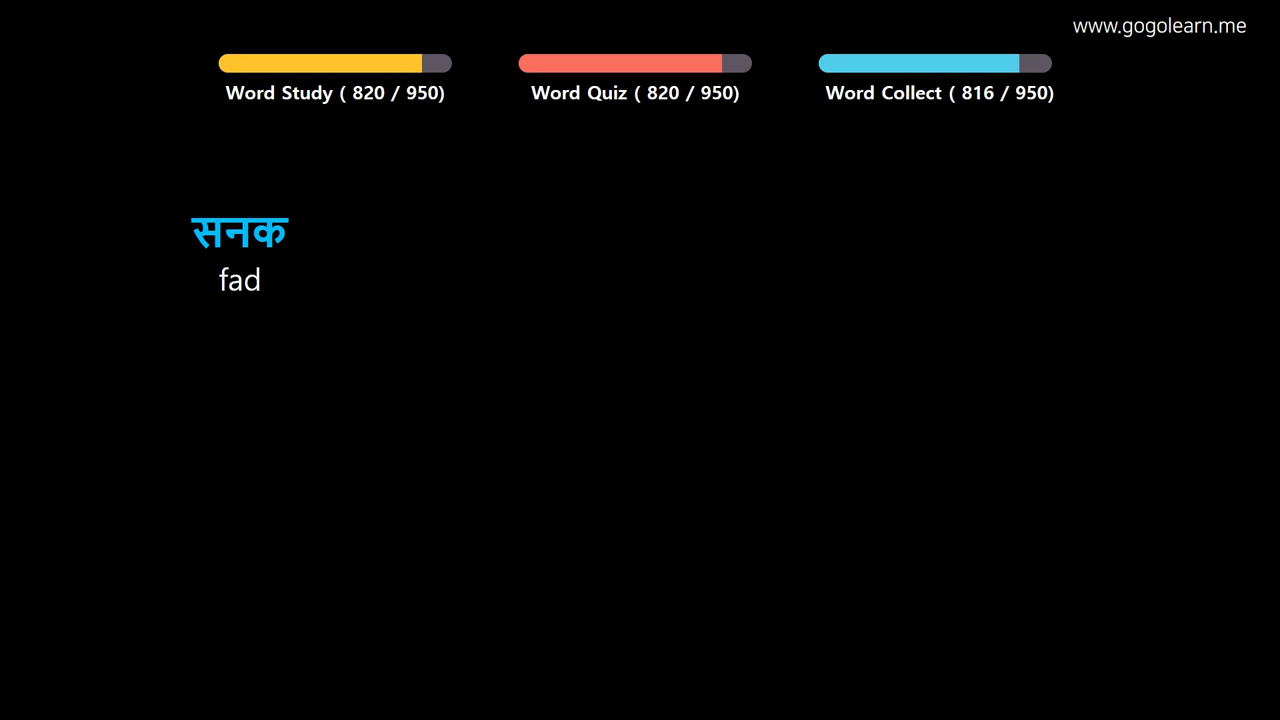 www.gogolearn.me
Word Study ( 820 / 950)
Word Quiz ( 820 / 950)
Word Collect ( 816 / 950)
सनक
fad